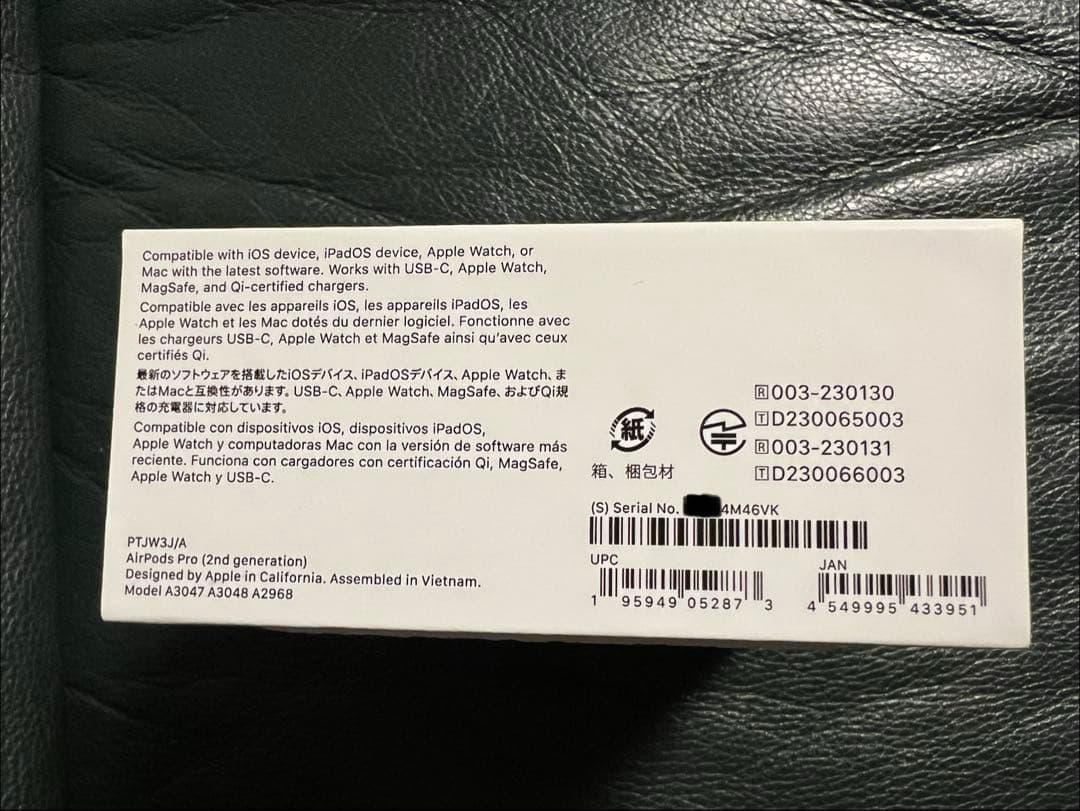 Compatible with iOS device, iPadOS device, Apple Watch, or
Mac with the latest software. Works with USB-C, Apple Watch,
MagSafe, and Qi-certified chargers.
Compatible avec les appareils iOS, les appareils iPadOS, les
Apple Watch et les Mac dotés du dernier logiciel. Fonctionne avec
les chargeurs USB-C, Apple Watch et MagSafe ainsi qu'avec ceux
certifiés Qi.
最新のソフトウェアを搭載したiOSデバイス、iPadOSデバイス、Apple Watch、ま
たはMacと互換性があります。USB-C、Apple Watch、MagSafe、およびQi規
格の充電器に対応しています。
Compatible con dispositivos iOS, dispositivos iPadOS,
Apple Watch y computadoras Mac con la versión de software más
reciente. Funciona con cargadores con certificación Qi, MagSafe,
Apple Watch y USB-C.
PTJW3J/A
AirPods Pro (2nd generation)
Designed by Apple in California. Assembled in Vietnam.
Model A3047 A3048 A2968
紙
箱、梱包材
R 003-230130
T D230065003
R 003-230131
T D230066003
(S) Serial No. 4M46VK
UPC
1 95949 05287 3
JAN
4 549995 433951